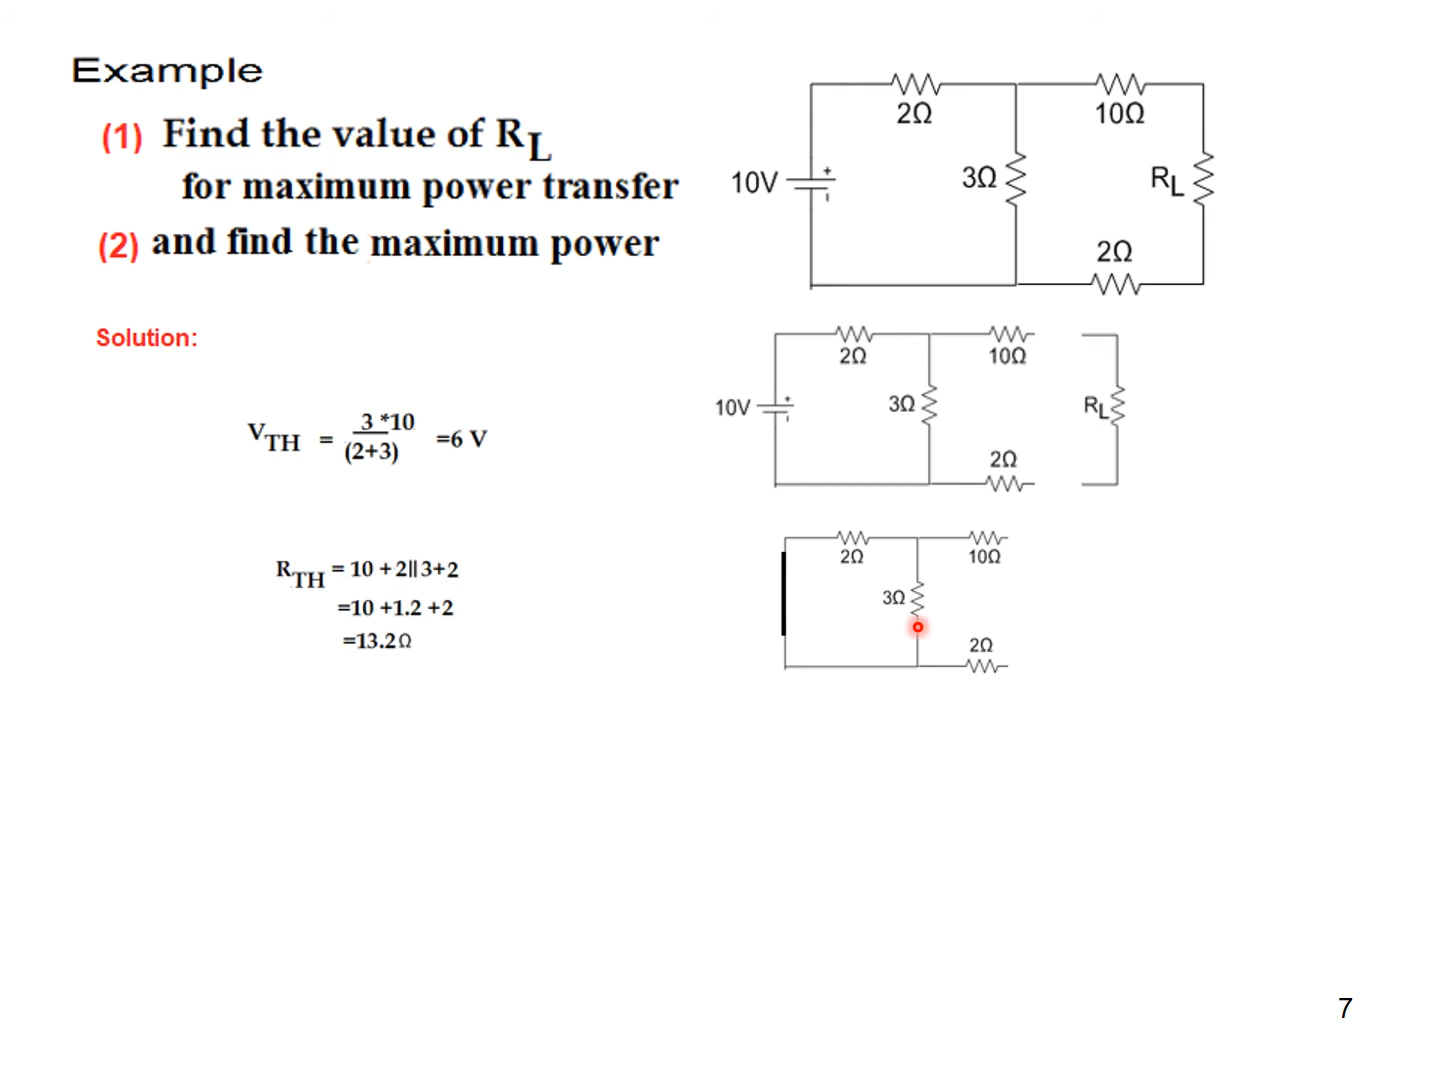 Example
(1) Find the value of RL
for maximum power transfer
(2) and find the maximum power
2Ω
10Ω
10V
+
3Ω
RL
2Ω
Solution:
2Ω
10Ω
10V
+
3Ω
RL
2Ω
VTH = 3 *10
(2+3)
=6 V
2Ω
10Ω
3Ω
2Ω
RTH = 10 + 2||3+2
=10 +1.2 +2
=13.2Ω
7